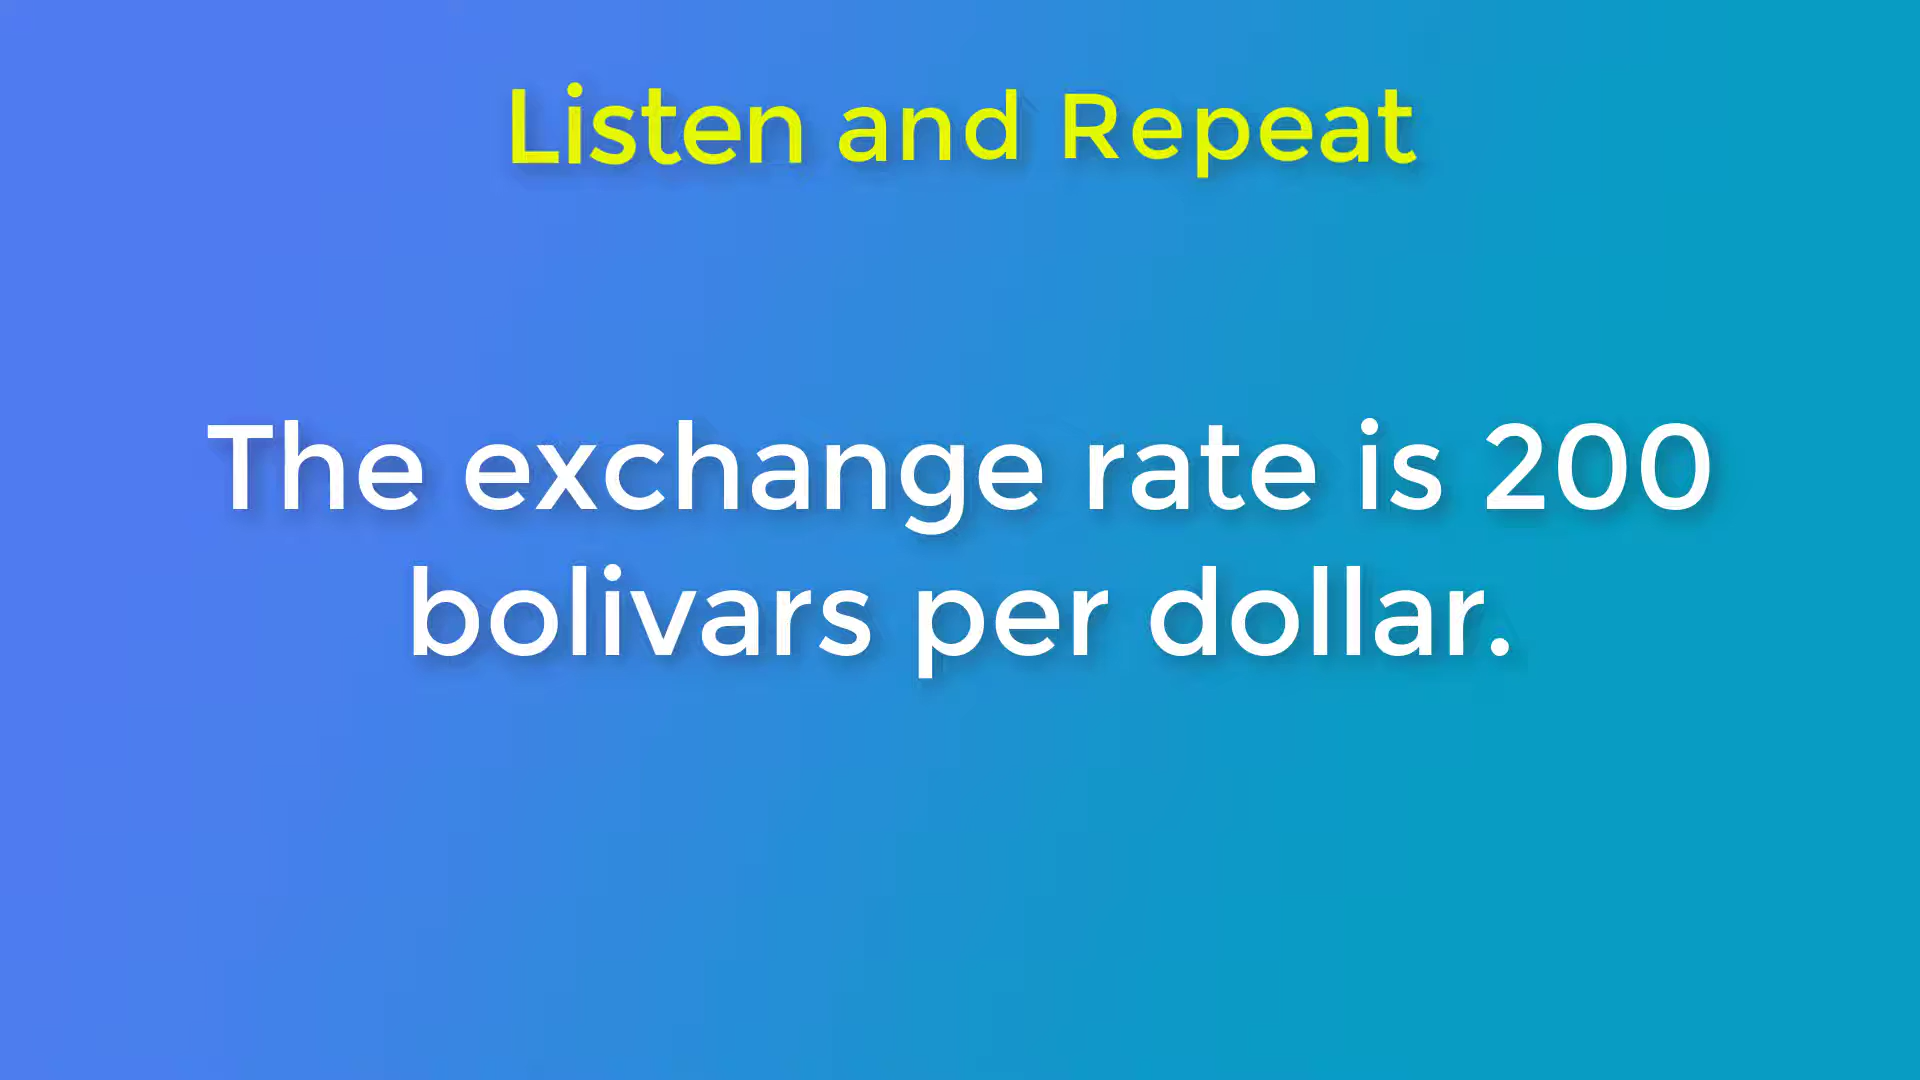 Listen and Repeat
The exchange rate is 200
bolivars per dollar.